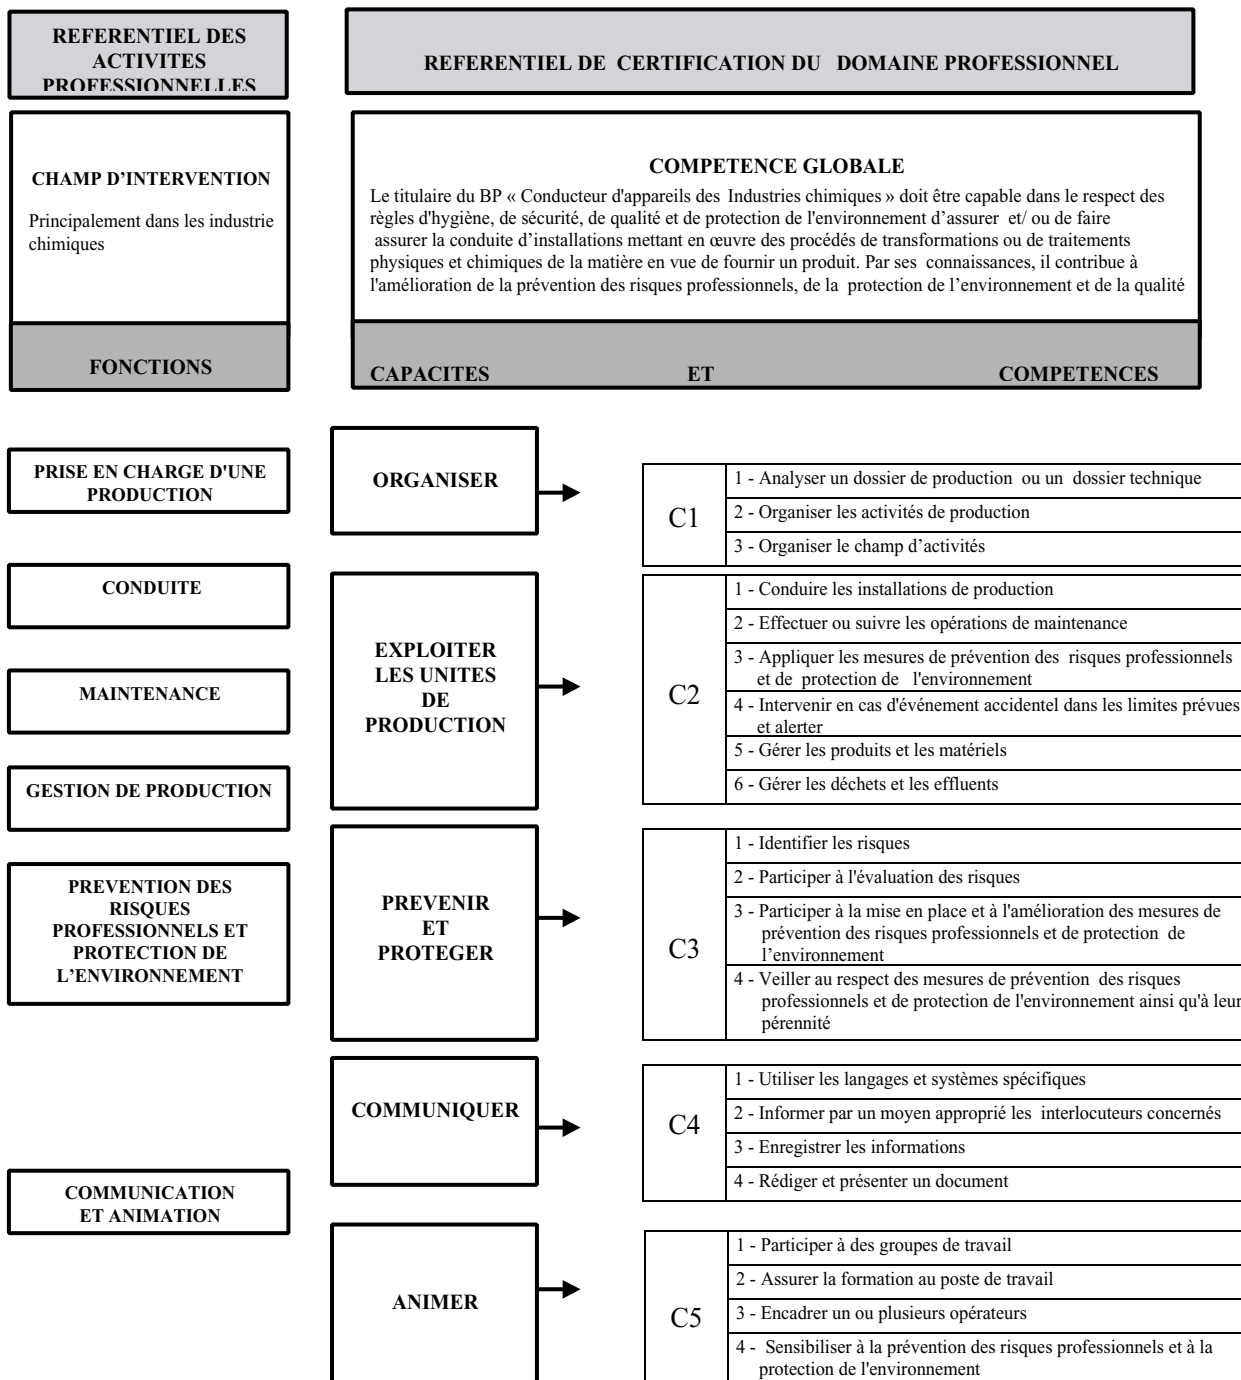 REFERENTIEL DES
ACTIVITES
PROFESSIONNELLES
REFERENTIEL DE CERTIFICATION DU DOMAINE PROFESSIONNEL
CHAMP D'INTERVENTION
Principalement dans les industrie
chimiques
COMPETENCE GLOBALE
Le titulaire du BP « Conducteur d'appareils des Industries chimiques » doit être capable dans le respect des
règles d'hygiène, de sécurité, de qualité et de protection de l'environnement d'assurer et/ ou de faire
assurer la conduite d'installations mettant en œuvre des procédés de transformations ou de traitements
physiques et chimiques de la matière en vue de fournir un produit. Par ses connaissances, il contribue à
l'amélioration de la prévention des risques professionnels, de la protection de l'environnement et de la qualité
FONCTIONS
CAPACITES ET COMPETENCES
PRISE EN CHARGE D'UNE
PRODUCTION
ORGANISER
C1
1 - Analyser un dossier de production ou un dossier technique
2 - Organiser les activités de production
3 - Organiser le champ d'activités
CONDUITE
MAINTENANCE
GESTION DE PRODUCTION
EXPLOITER
LES UNITES
DE
PRODUCTION
C2
1 - Conduire les installations de production
2 - Effectuer ou suivre les opérations de maintenance
3 - Appliquer les mesures de prévention des risques professionnels
et de protection de l'environnement
4 - Intervenir en cas d'événement accidentel dans les limites prévues
et alerter
5 - Gérer les produits et les matériels
6 - Gérer les déchets et les effluents
PREVENTION DES
RISQUES
PROFESSIONNELS ET
PROTECTION DE
L'ENVIRONNEMENT
PREVENIR
ET
PROTEGER
C3
1 - Identifier les risques
2 - Participer à l'évaluation des risques
3 - Participer à la mise en place et à l'amélioration des mesures de
prévention des risques professionnels et de protection de
l'environnement
4 - Veiller au respect des mesures de prévention des risques
professionnels et de protection de l'environnement ainsi qu'à leur
pérennité
COMMUNIQUER
C4
1 - Utiliser les langages et systèmes spécifiques
2 - Informer par un moyen approprié les interlocuteurs concernés
3 - Enregistrer les informations
4 - Rédiger et présenter un document
COMMUNICATION
ET ANIMATION
ANIMER
C5
1 - Participer à des groupes de travail
2 - Assurer la formation au poste de travail
3 - Encadrer un ou plusieurs opérateurs
4 - Sensibiliser à la prévention des risques professionnels et à la
protection de l'environnement